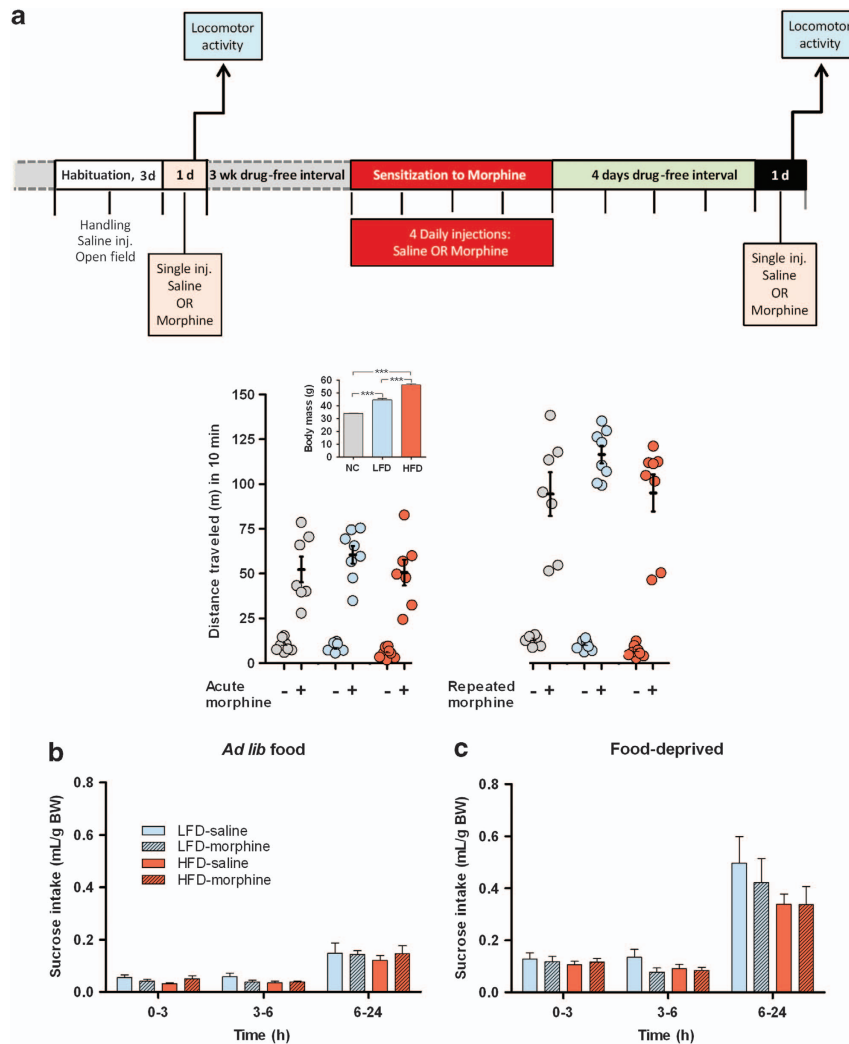 a
Locomotor
activity
Locomotor
activity
Habituation, 3d
1 d
3 wk drug-free interval
Sensitization to Morphine
4 days drug-free interval
1 d
Handling
Saline inj.
Open field
4 Daily injections:
Saline OR Morphine
Single inj.
Saline
OR
Morphine
Single inj.
Saline
OR
Morphine
Distance traveled (m) in 10 min
150
125
100
75
50
25
0
Body mass (g)
60
50
40
30
20
10
0
***
***
***
NC LFD HFD
Acute
morphine
- + - + - +
Repeated
morphine
- + - + - +
b
Ad lib food
Sucrose intake (mL/g BW)
0.8
0.6
0.4
0.2
0.0
LFD-saline
LFD-morphine
HFD-saline
HFD-morphine
0-3 3-6 6-24
Time (h)
c
Food-deprived
Sucrose intake (mL/g BW)
0.8
0.6
0.4
0.2
0.0
0-3 3-6 6-24
Time (h)